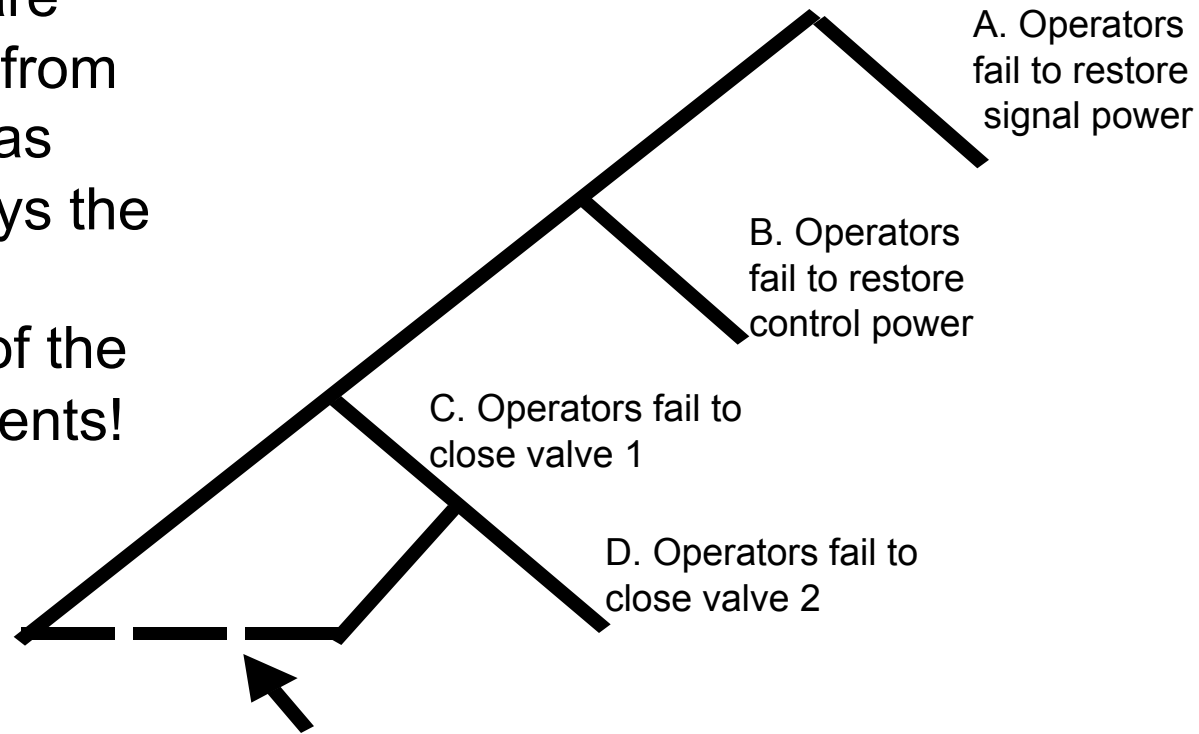 are
from
as
ys the
of the
ents!
A. Operators
fail to restore
signal power
B. Operators
fail to restore
control power
C. Operators fail to
close valve 1
D. Operators fail to
close valve 2